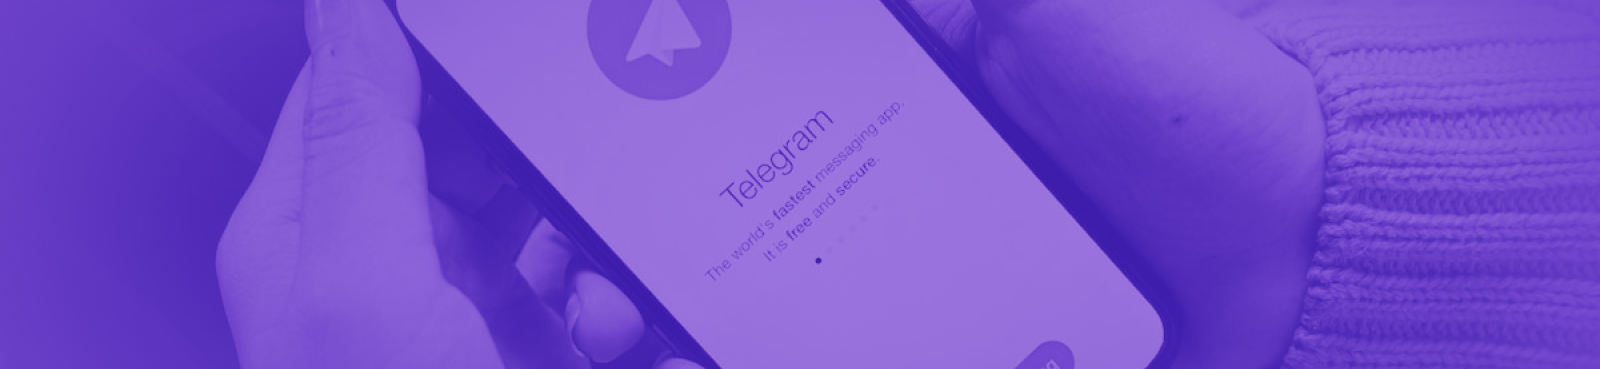 Telegram
The world's fastest messaging app.
It is free and secure.